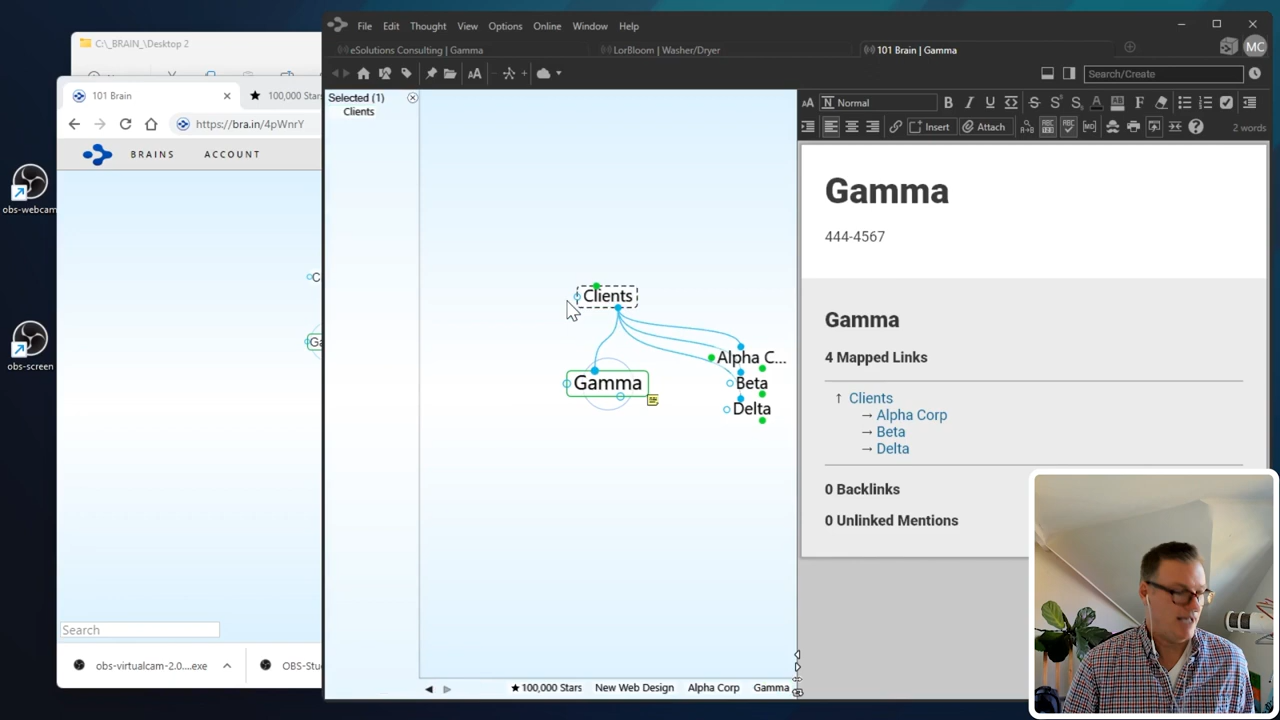 C:\_BRAIN_\Desktop 2
101 Brain
100,000 Stars
https://bra.in/4pWnrY
BRAINS
ACCOUNT
obs-webcam
obs-screen
Search
obs-virtualcam-2.0....exe
OBS-Stu
File Edit Thought View Options Online Window Help
eSolutions Consulting | Gamma
LorBloom | Washer/Dryer
101 Brain | Gamma
MC
Search/Create
Selected (1)
Clients
Clients
Gamma
Alpha C...
Beta
Delta
Normal
Insert
Attach
2 words
Gamma
444-4567
Gamma
4 Mapped Links
↑ Clients
→ Alpha Corp
→ Beta
→ Delta
0 Backlinks
0 Unlinked Mentions
★100,000 Stars
New Web Design
Alpha Corp
Gamma